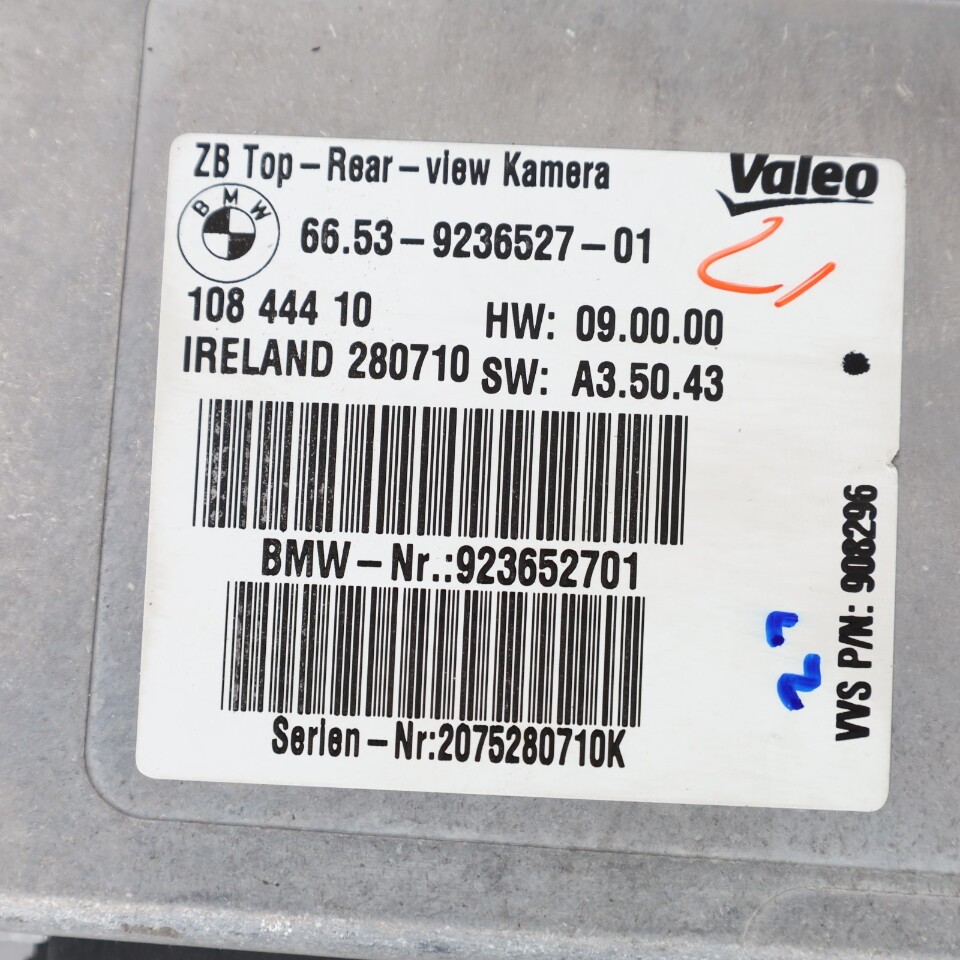 ZB Top-Rear-view Kamera
Valeo
BMW
66.53-9236527-01
108 444 10
HW: 09.00.00
IRELAND 280710
SW: A3.50.43
BMW-Nr.:923652701
Serien-Nr:2075280710K
VVS P/N: 908296